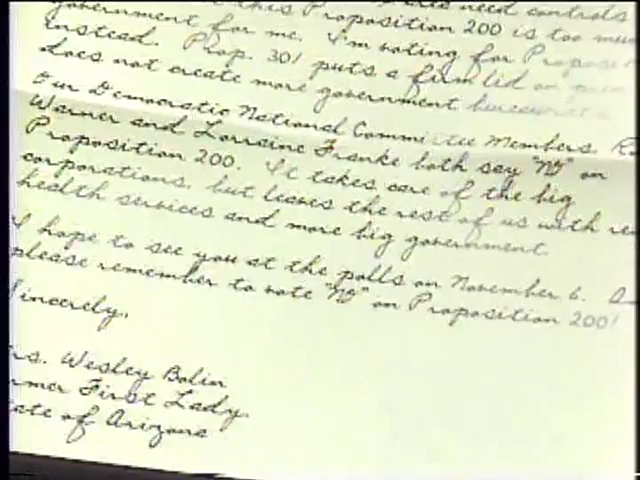 need controls
government for me. this Proposition 200 is too
instead. I'm voting for
Prop. 301 puts a firm lid on
does not create more government
Our Democratic National Committee Members,
Warner and Lorraine Franke both say "NO" on
Proposition 200. It takes care of the big
corporations, but leaves the rest of us with
health services and more big government.
I hope to see you at the polls on November 6.
please remember to vote "NO" on Proposition 200!
Sincerely,
Mrs. Wesley Bolin
Former First Lady
State of Arizona